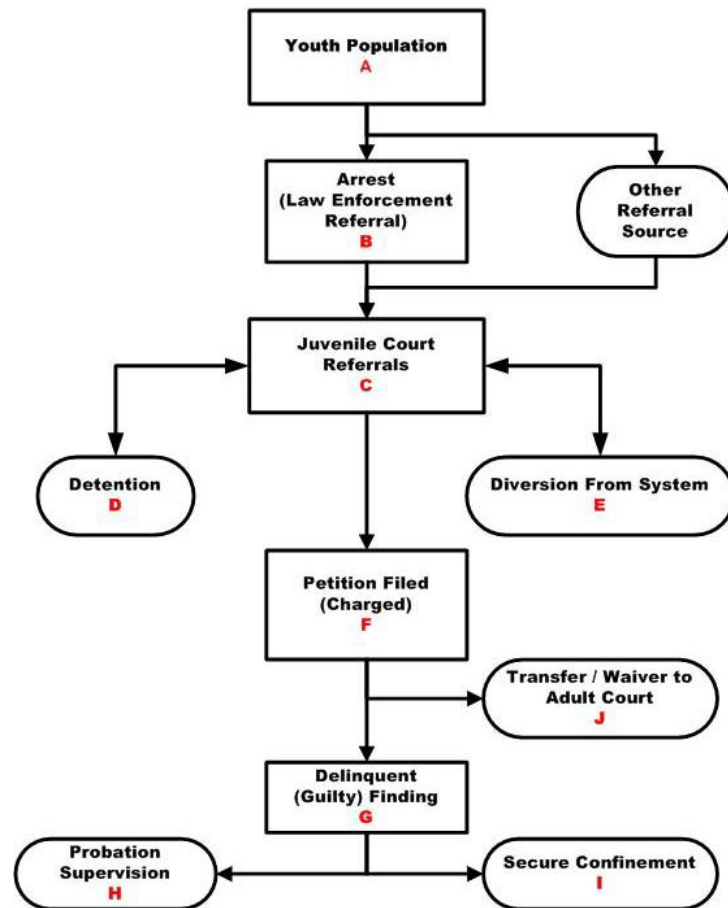 Youth Population
A
Arrest
(Law Enforcement
Referral)
B
Other
Referral
Source
Juvenile Court
Referrals
C
Detention
D
Diversion From System
E
Petition Filed
(Charged)
F
Transfer / Waiver to
Adult Court
J
Delinquent
(Guilty) Finding
G
Probation
Supervision
H
Secure Confinement
I